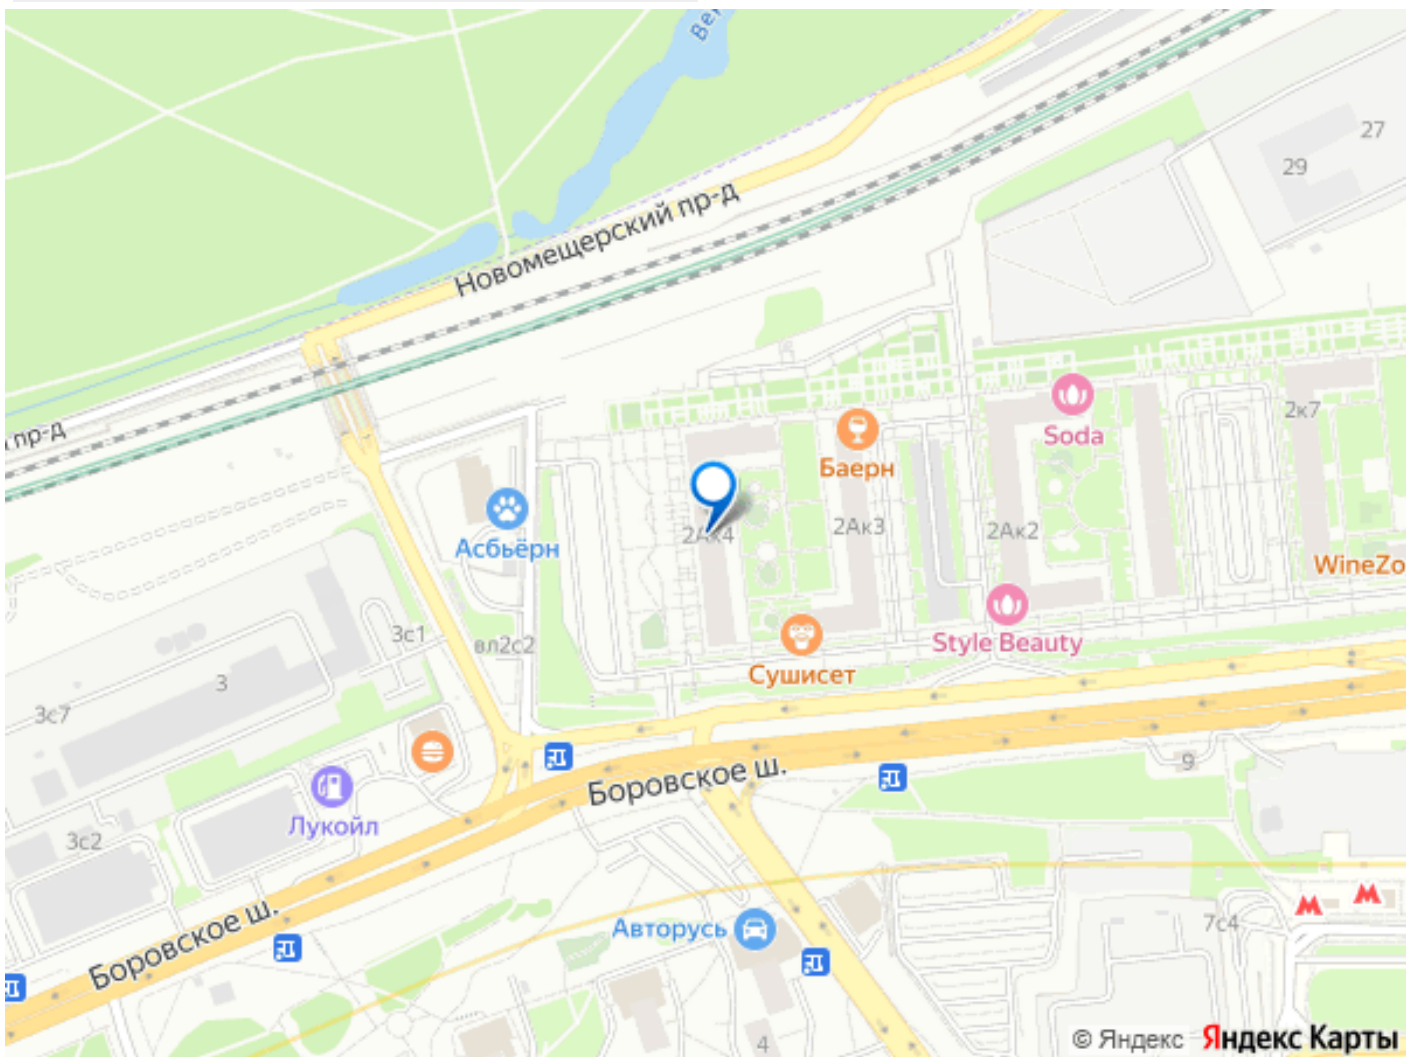 Новомещерский пр-д
27
29
Soda
2к7
Баерн
пр-д
2Ак4
2Ак3
2Ак2
Асбьёрн
WineZo
Style Beauty
Сушисет
3с1
вл2с2
3
3с7
Боровское ш.
9
Лукойл
3с2
Боровское ш.
Авторусь
7с4
4
© Яндекс Яндекс Карты